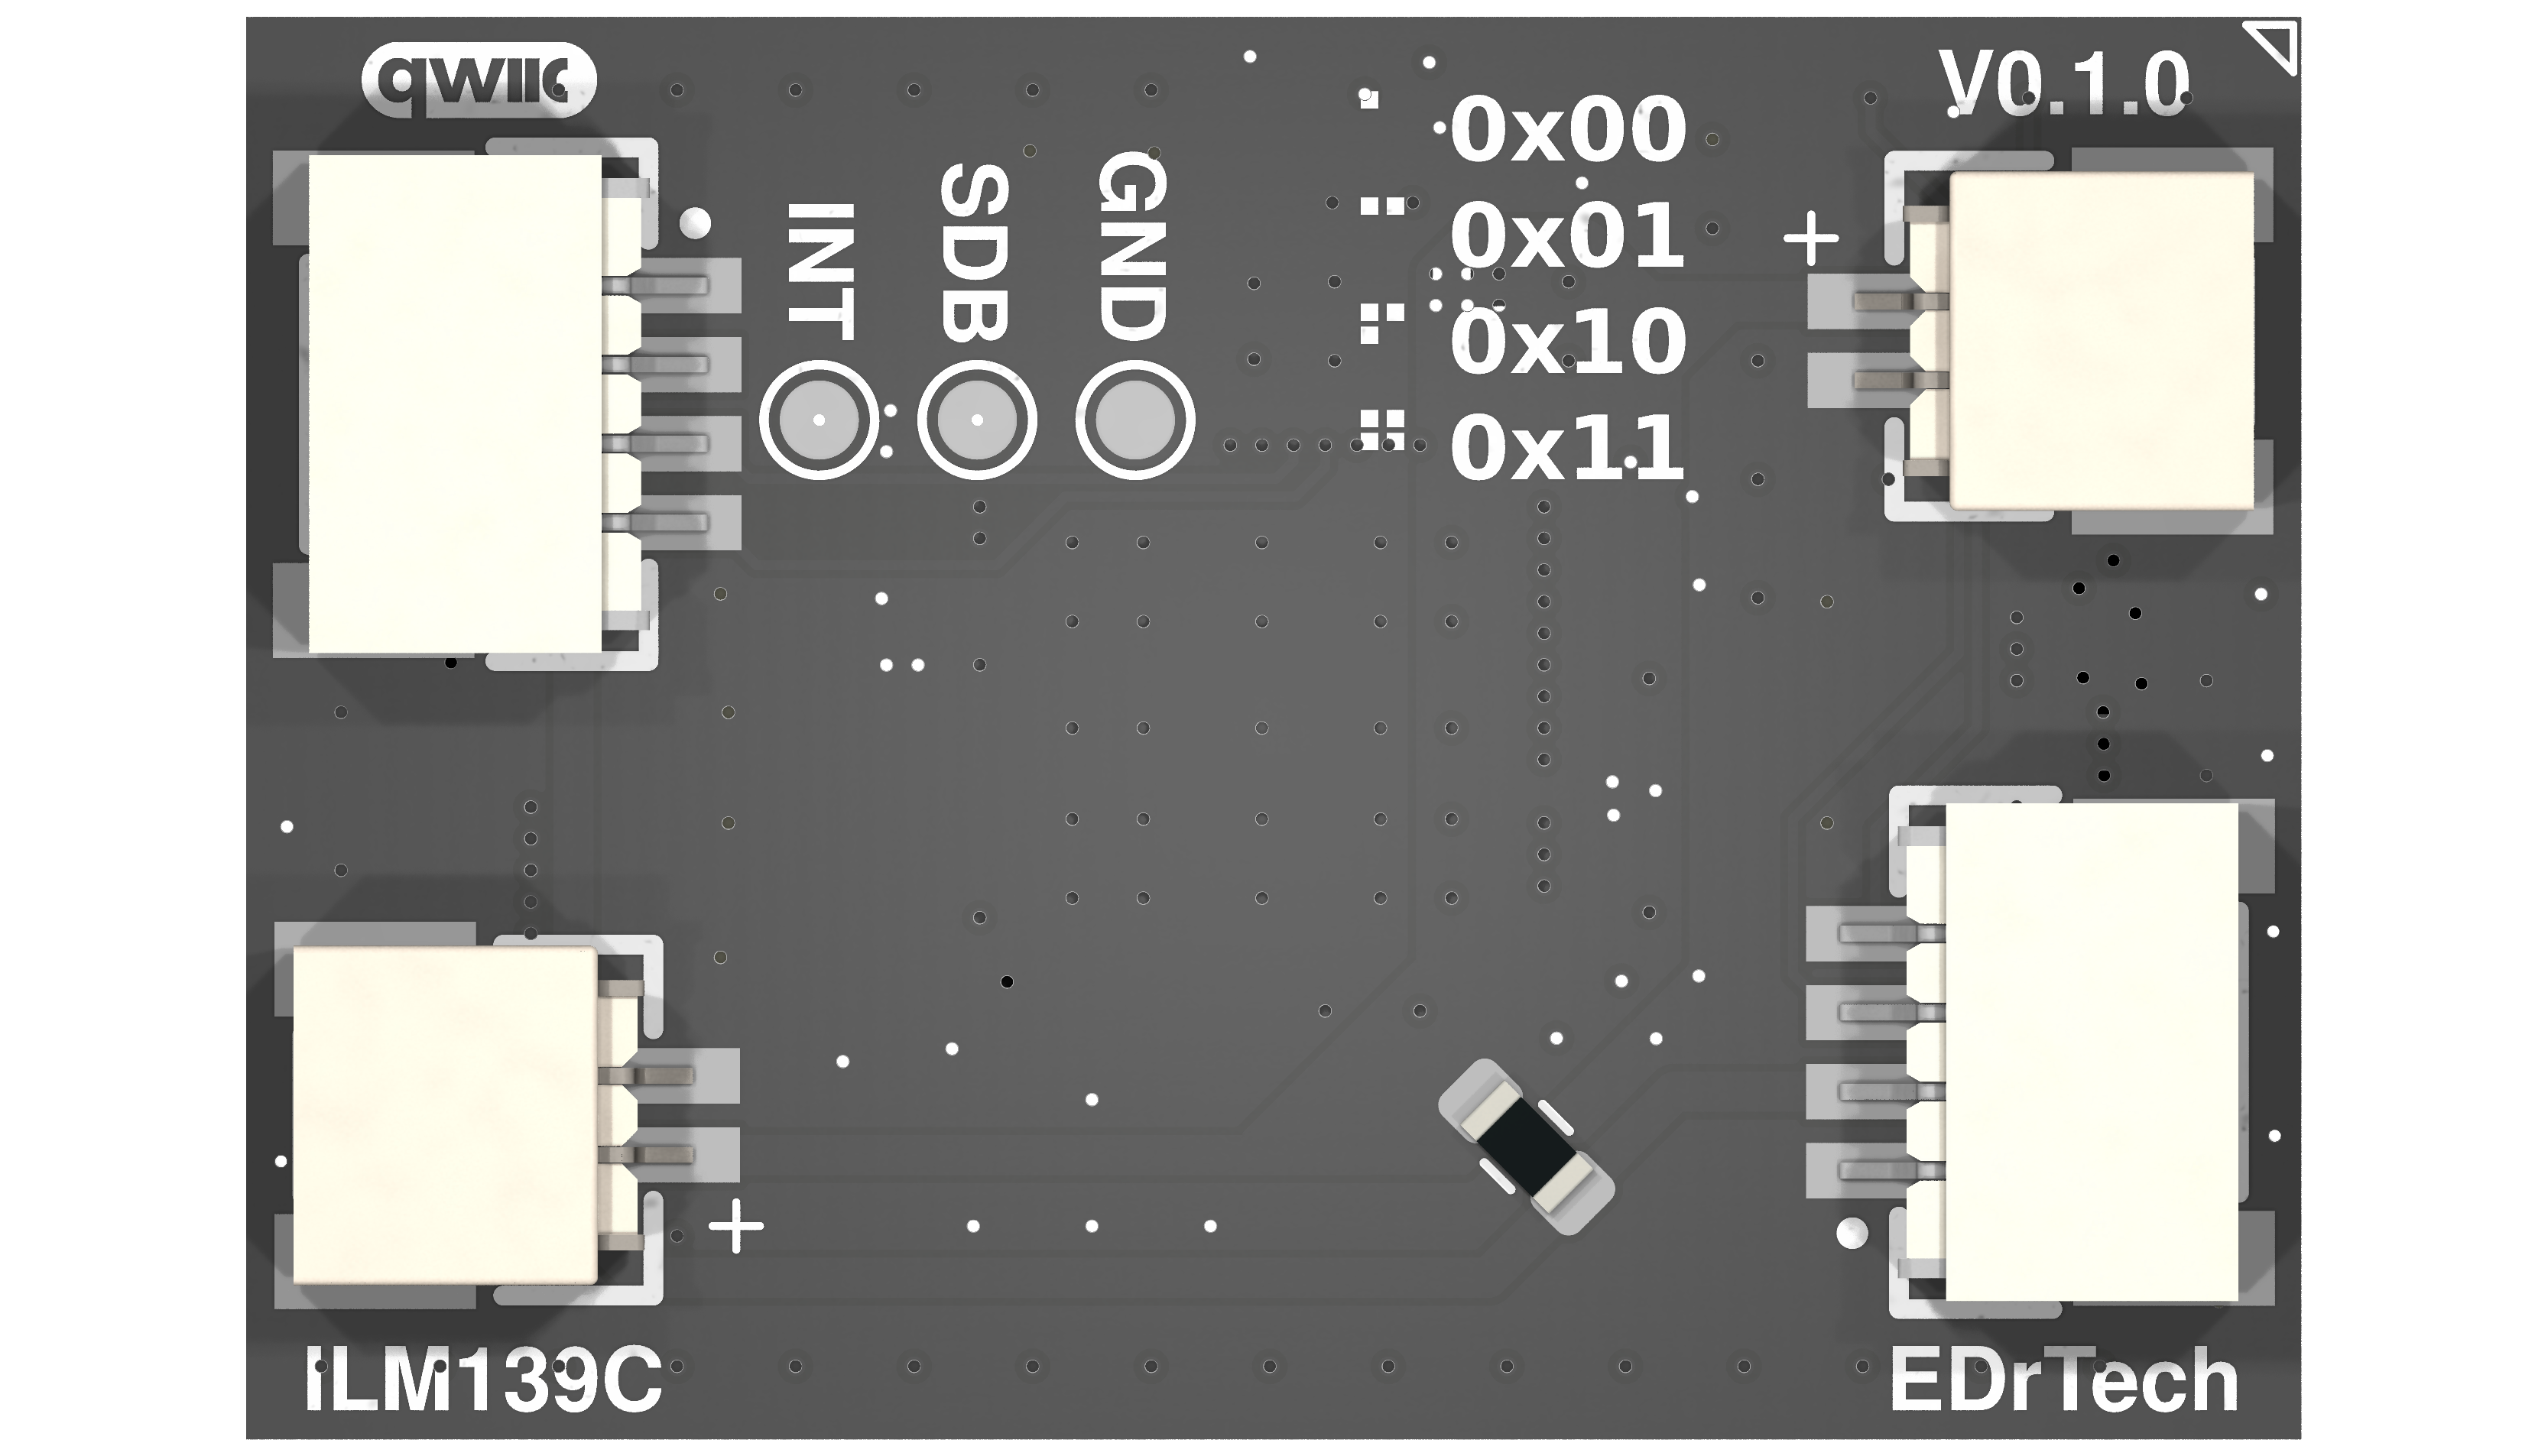 qwiic
V0.1.0
INT
SDB
GND
0x00
0x01
0x10
0x11
+
+
ILM139C
EDrTech